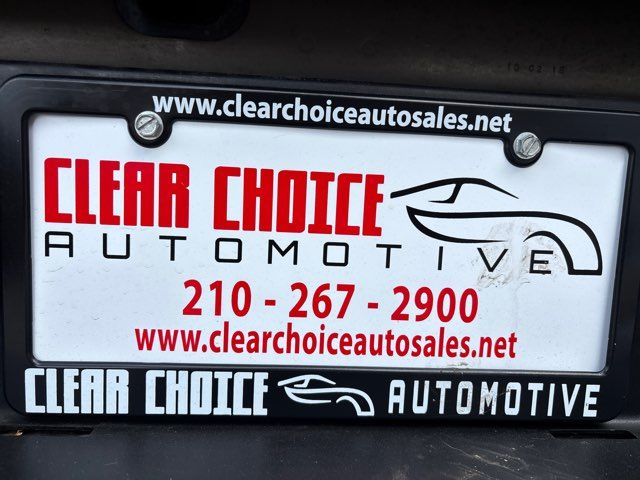 www.clearchoiceautosales.net
CLEAR CHOICE
AUTOMOTIVE
210 - 267 - 2900
www.clearchoiceautosales.net
CLEAR CHOICE AUTOMOTIVE